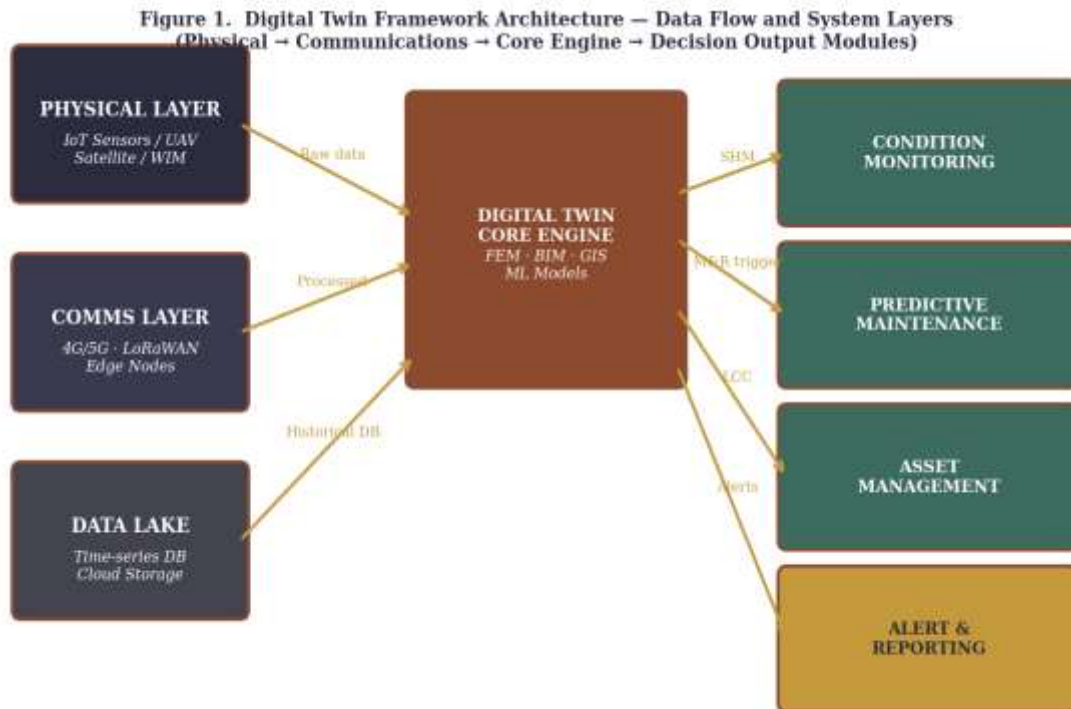 Figure 1. Digital Twin Framework Architecture — Data Flow and System Layers
(Physical → Communications → Core Engine → Decision Output Modules)
PHYSICAL LAYER
IoT Sensors / UAV
Satellite / WIM
Raw data
COMMS LAYER
4G/5G · LoRaWAN
Edge Nodes
Processed
DATA LAKE
Time-series DB
Cloud Storage
Historical DB
DIGITAL TWIN
CORE ENGINE
FEM · BIM · GIS
ML Models
SHM
CONDITION
MONITORING
M&R trigger
PREDICTIVE
MAINTENANCE
LCC
ASSET
MANAGEMENT
Alerts
ALERT &
REPORTING